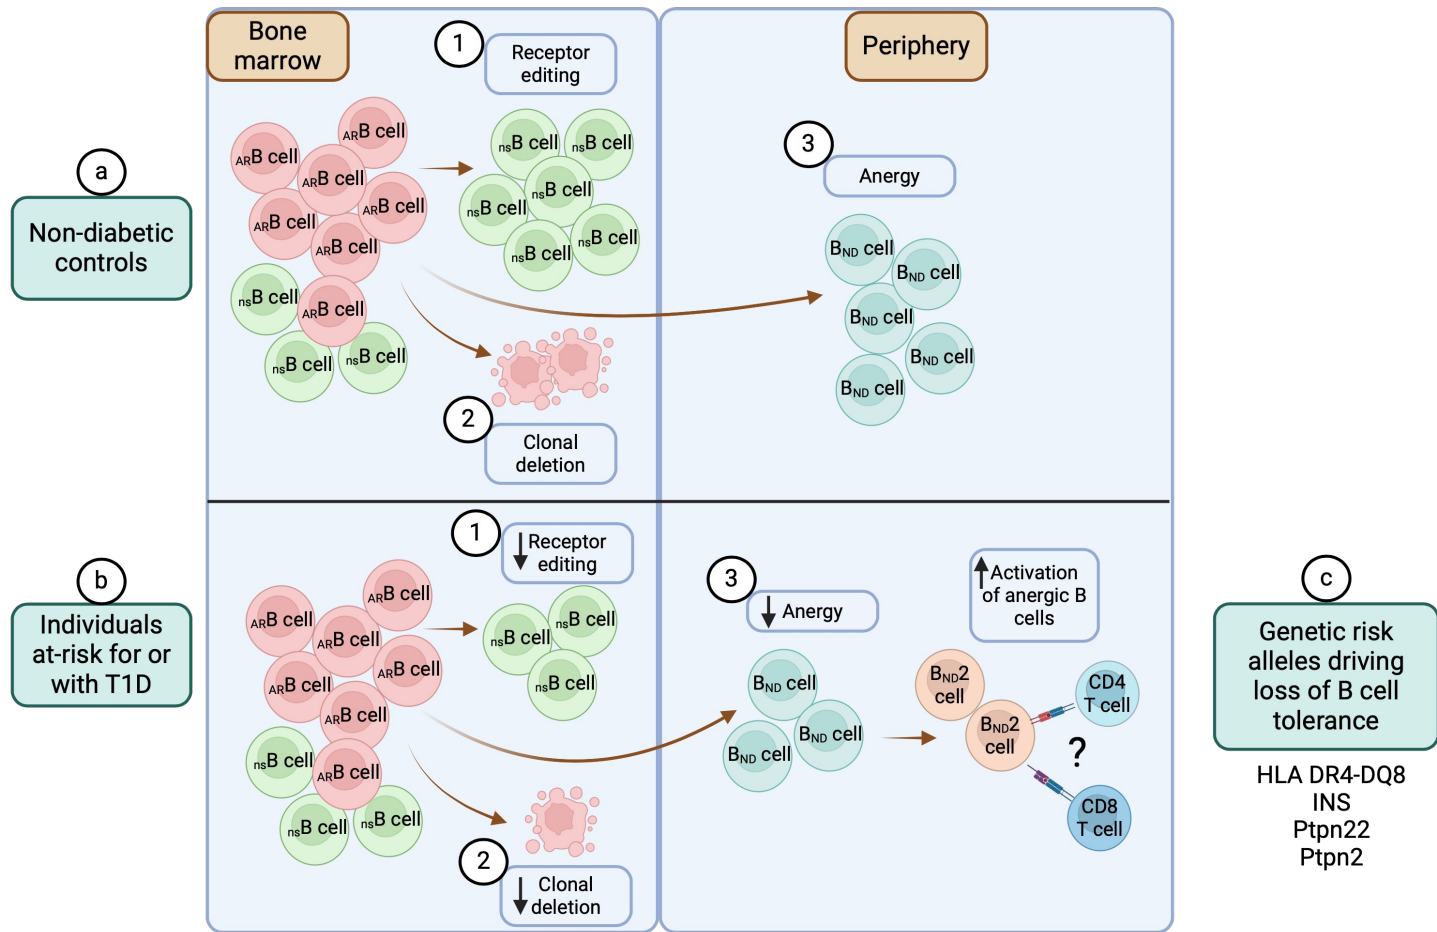 Bone
marrow
1
Receptor
editing
Periphery
a
Non-diabetic
controls
ARB cell
ARB cell
ARB cell
ARB cell
ARB cell
ARB cell
nsB cell
ARB cell
nsB cell
nsB cell
nsB cell
nsB cell
nsB cell
nsB cell
nsB cell
nsB cell
2
Clonal
deletion
3
Anergy
BND cell
BND cell
BND cell
BND cell
BND cell
b
Individuals
at-risk for or
with T1D
1
Receptor
editing
ARB cell
ARB cell
ARB cell
ARB cell
ARB cell
ARB cell
nsB cell
ARB cell
nsB cell
nsB cell
nsB cell
nsB cell
nsB cell
2
Clonal
deletion
3
Anergy
BND cell
BND cell
BND cell
Activation
of anergic B
cells
BND2
cell
BND2
cell
CD4
T cell
?
CD8
T cell
c
Genetic risk
alleles driving
loss of B cell
tolerance
HLA DR4-DQ8
INS
Ptpn22
Ptpn2